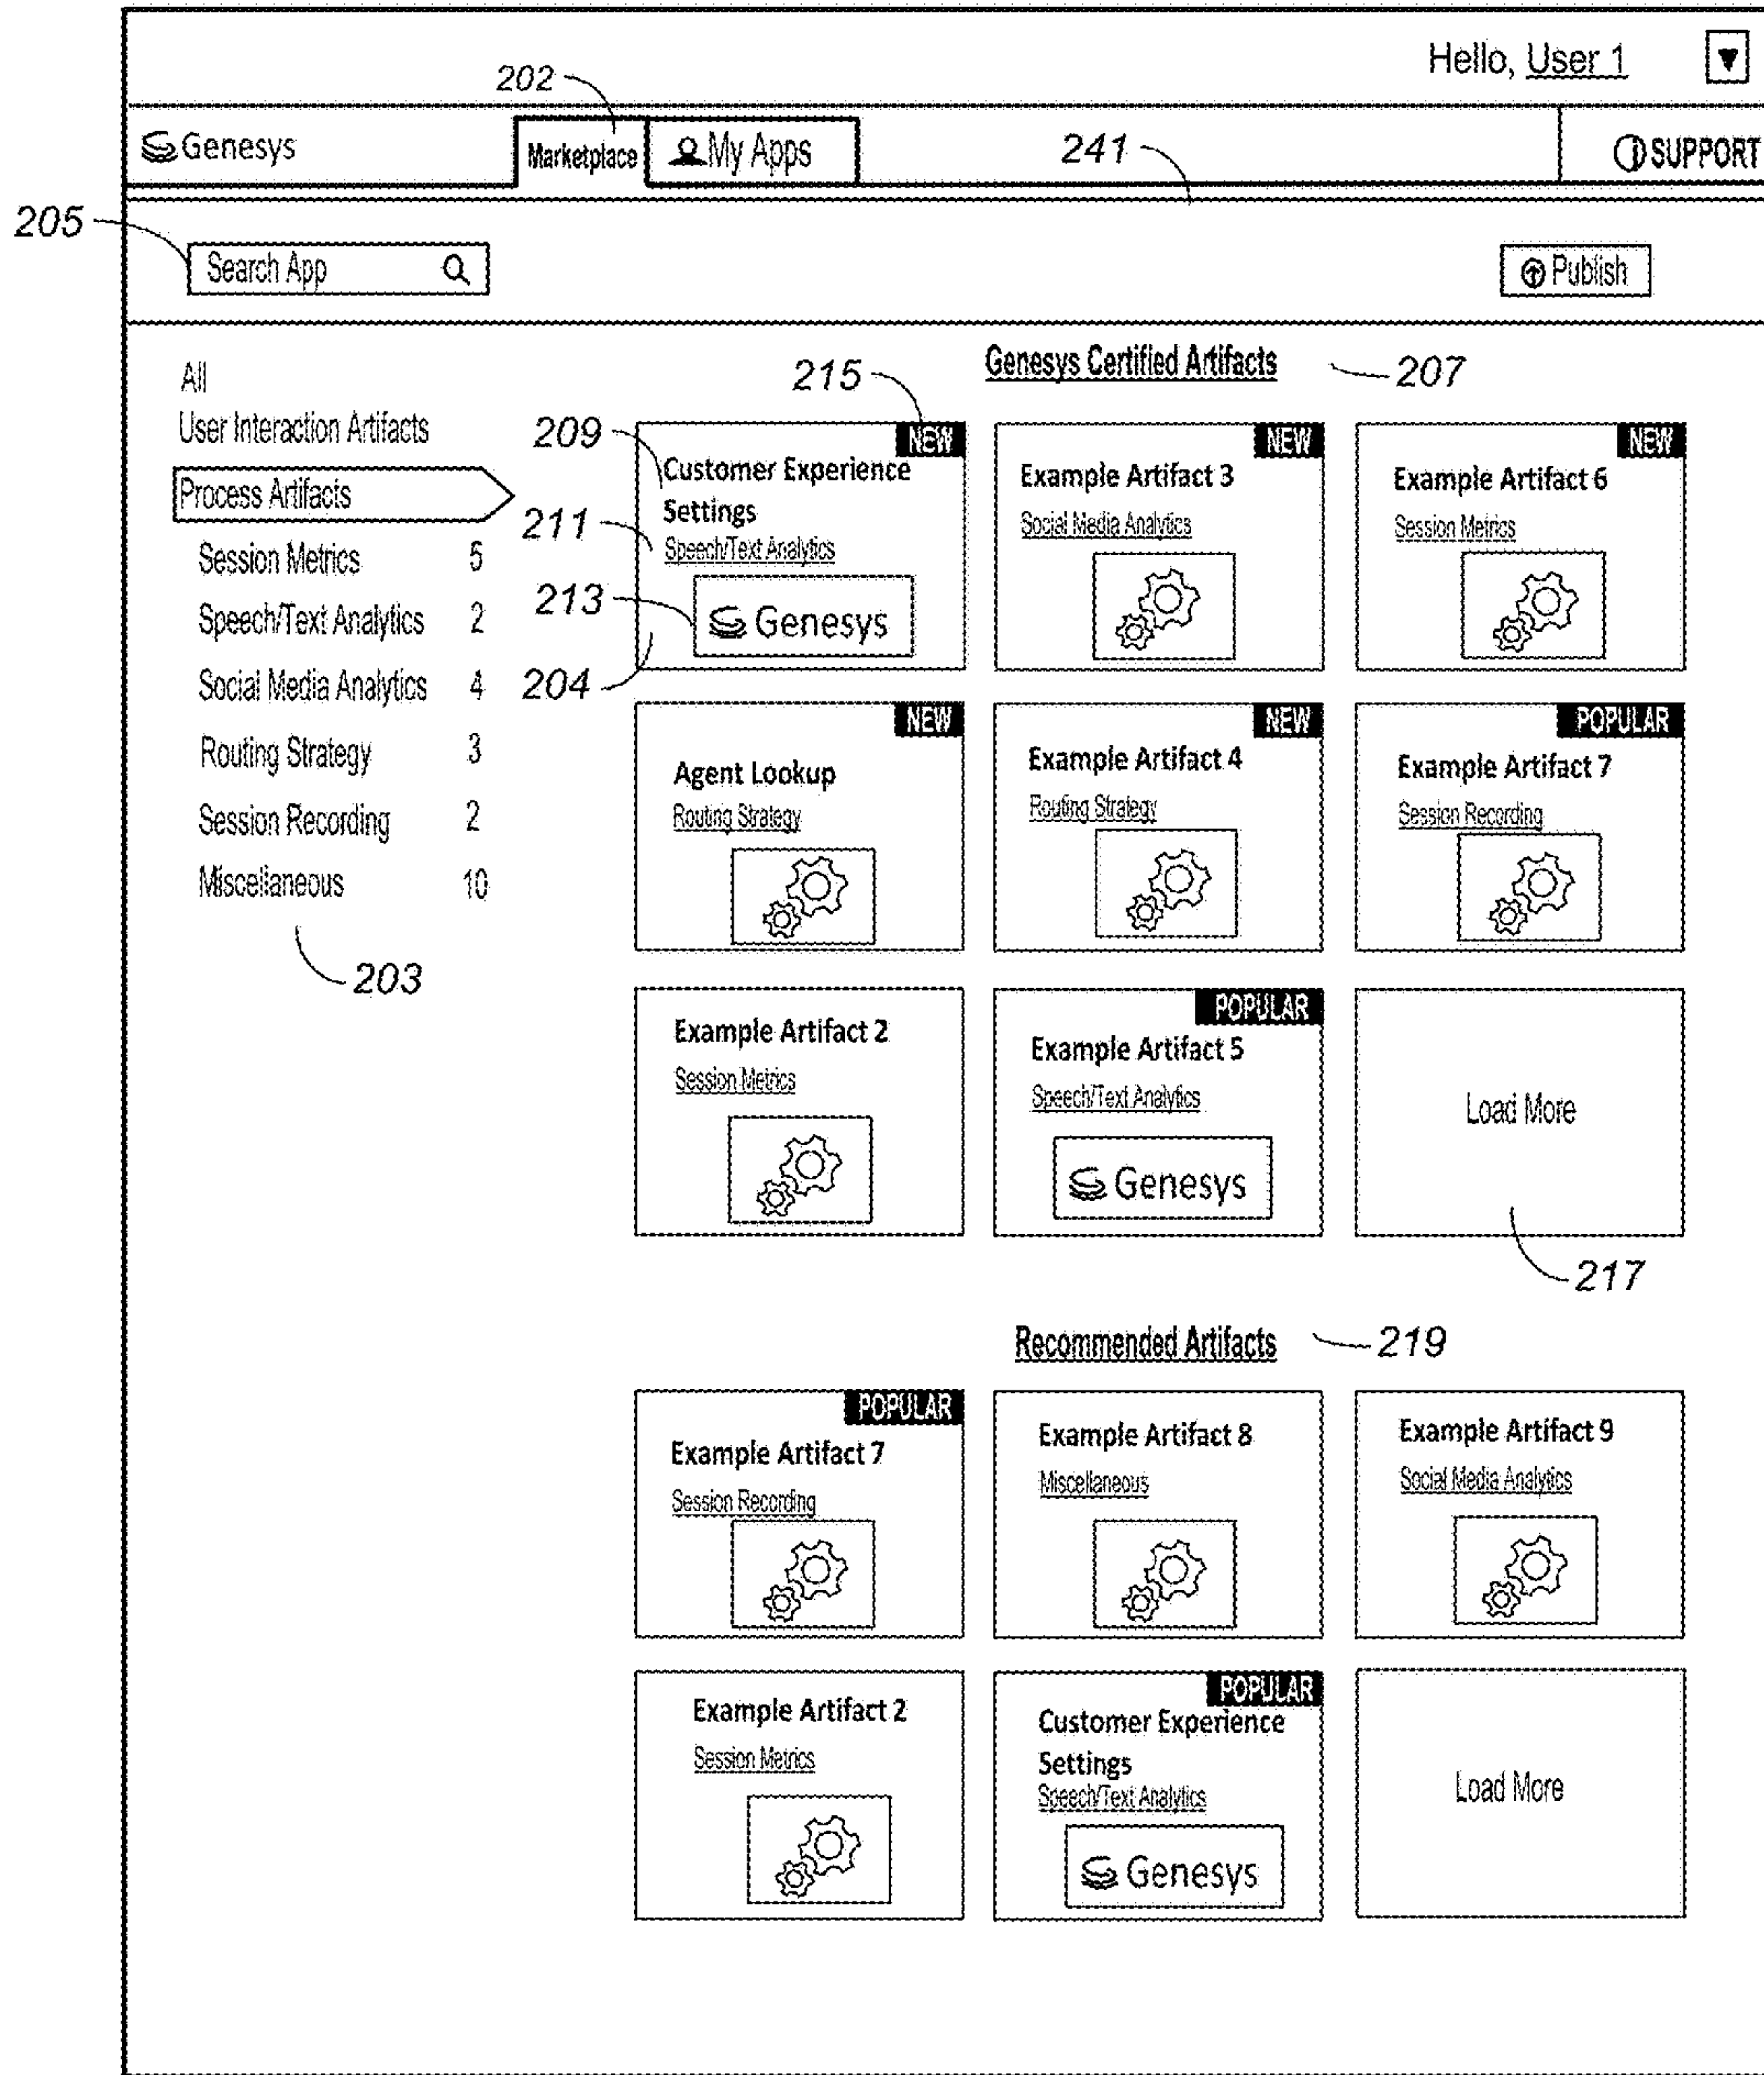 Hello, User 1
202
Genesys
Marketplace
My Apps
241
SUPPORT
205
Search App
Publish
All
User Interaction Artifacts
Process Artifacts
Session Metrics 5
Speech/Text Analytics 2
Social Media Analytics 4
Routing Strategy 3
Session Recording 2
Miscellaneous 10
203
Genesys Certified Artifacts
207
215
209
211
213
204
NEW
Customer Experience
Settings
Speech/Text Analytics
Genesys
NEW
Example Artifact 3
Social Media Analytics
NEW
Example Artifact 6
Session Metrics
NEW
Agent Lookup
Routing Strategy
NEW
Example Artifact 4
Routing Strategy
POPULAR
Example Artifact 7
Session Recording
Example Artifact 2
Session Metrics
POPULAR
Example Artifact 5
Speech/Text Analytics
Genesys
Load More
217
Recommended Artifacts
219
POPULAR
Example Artifact 7
Session Recording
Example Artifact 8
Miscellaneous
Example Artifact 9
Social Media Analytics
Example Artifact 2
Session Metrics
POPULAR
Customer Experience
Settings
Speech/Text Analytics
Genesys
Load More